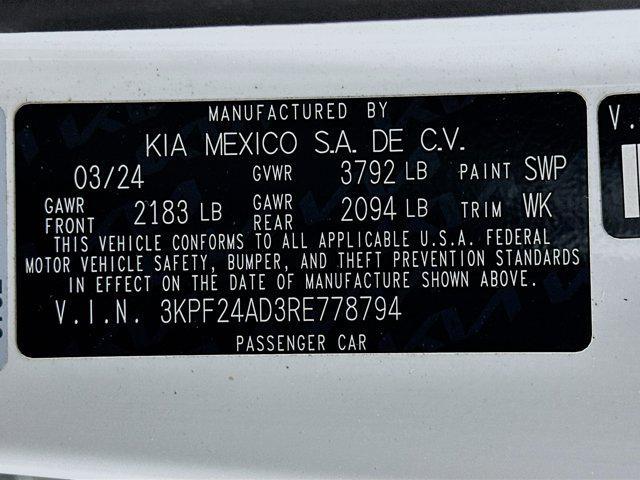 MANUFACTURED BY
KIA MEXICO S.A. DE C.V.
03/24 GVWR 3792 LB PAINT SWP
GAWR FRONT 2183 LB GAWR REAR 2094 LB TRIM WK
THIS VEHICLE CONFORMS TO ALL APPLICABLE U.S.A. FEDERAL
MOTOR VEHICLE SAFETY, BUMPER, AND THEFT PREVENTION STANDARDS
IN EFFECT ON THE DATE OF MANUFACTURE SHOWN ABOVE.
V.I.N. 3KPF24AD3RE778794
PASSENGER CAR
V.